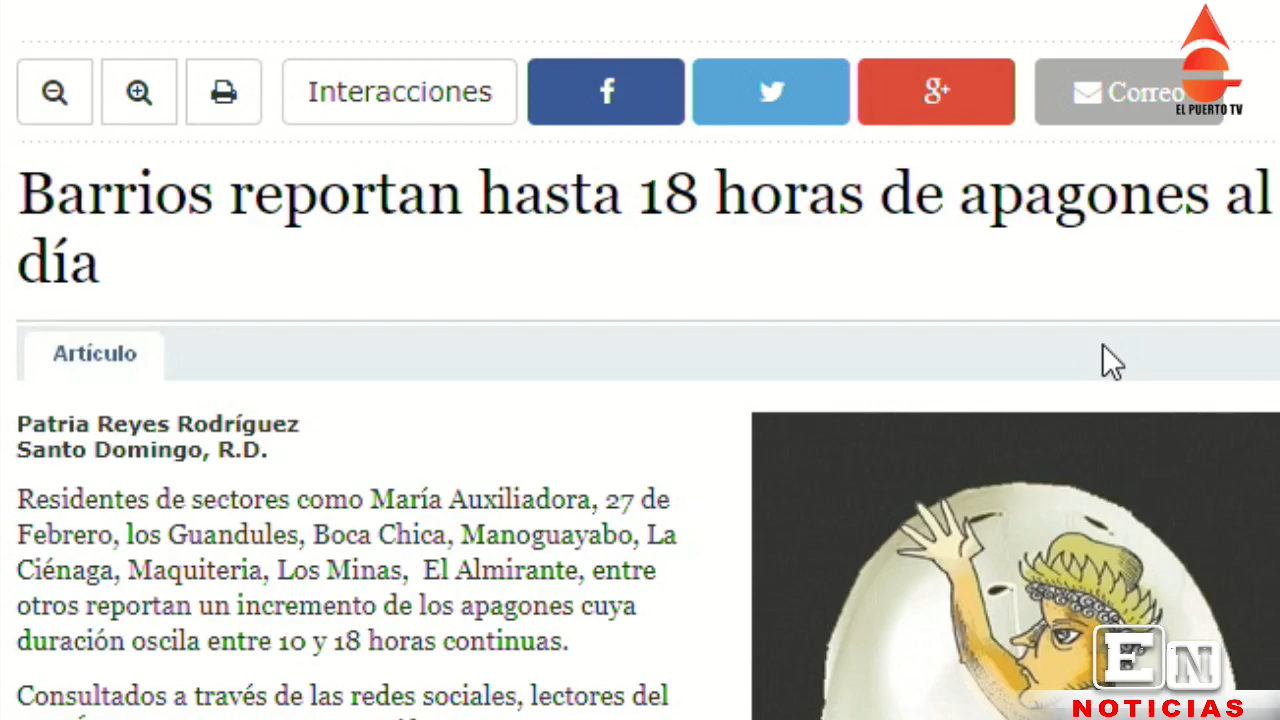 Interacciones
f
g+
Correo
EL PUERTO TV
Barrios reportan hasta 18 horas de apagones al
día
Artículo
Patria Reyes Rodríguez
Santo Domingo, R.D.
Residentes de sectores como María Auxiliadora, 27 de
Febrero, los Guandules, Boca Chica, Manoguayabo, La
Ciénaga, Maquiteria, Los Minas, El Almirante, entre
otros reportan un incremento de los apagones cuya
duración oscila entre 10 y 18 horas continuas.
Consultados a través de las redes sociales, lectores del
EN
NOTICIAS